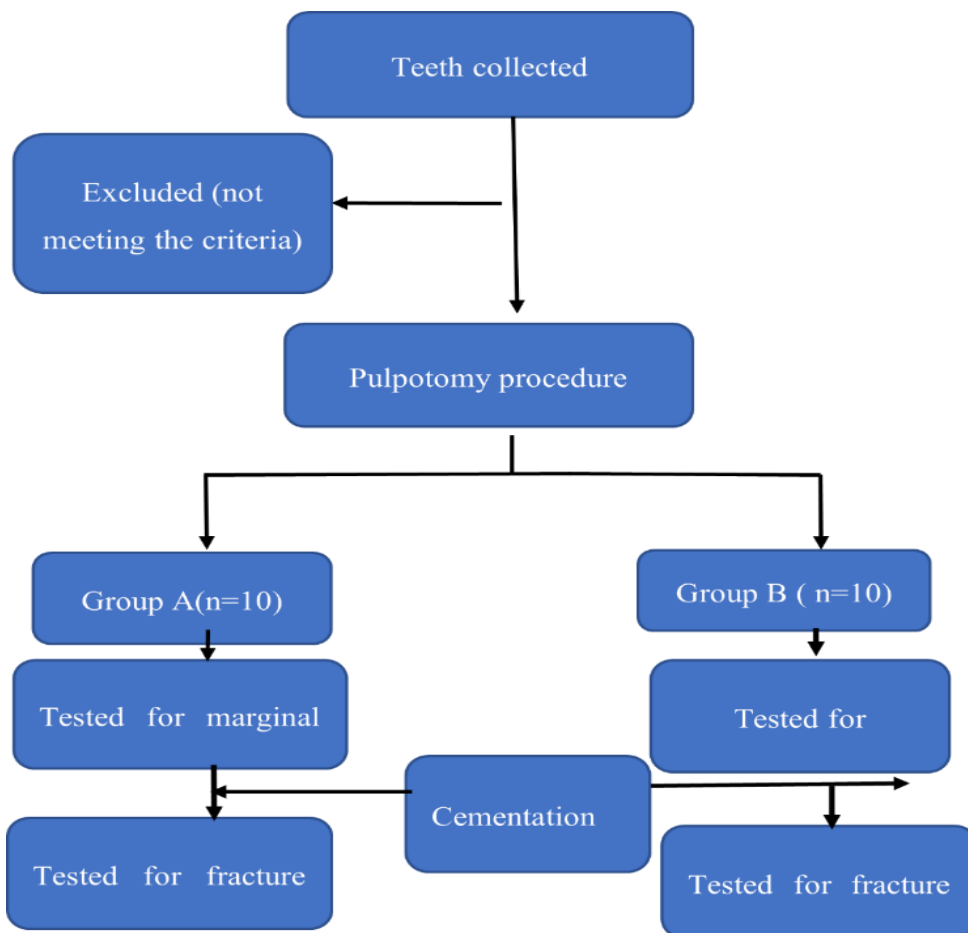 Teeth collected
Excluded (not
meeting the criteria)
Pulpotomy procedure
Group A(n=10)
Group B ( n=10)
Tested for marginal
Tested for
Cementation
Tested for fracture
Tested for fracture